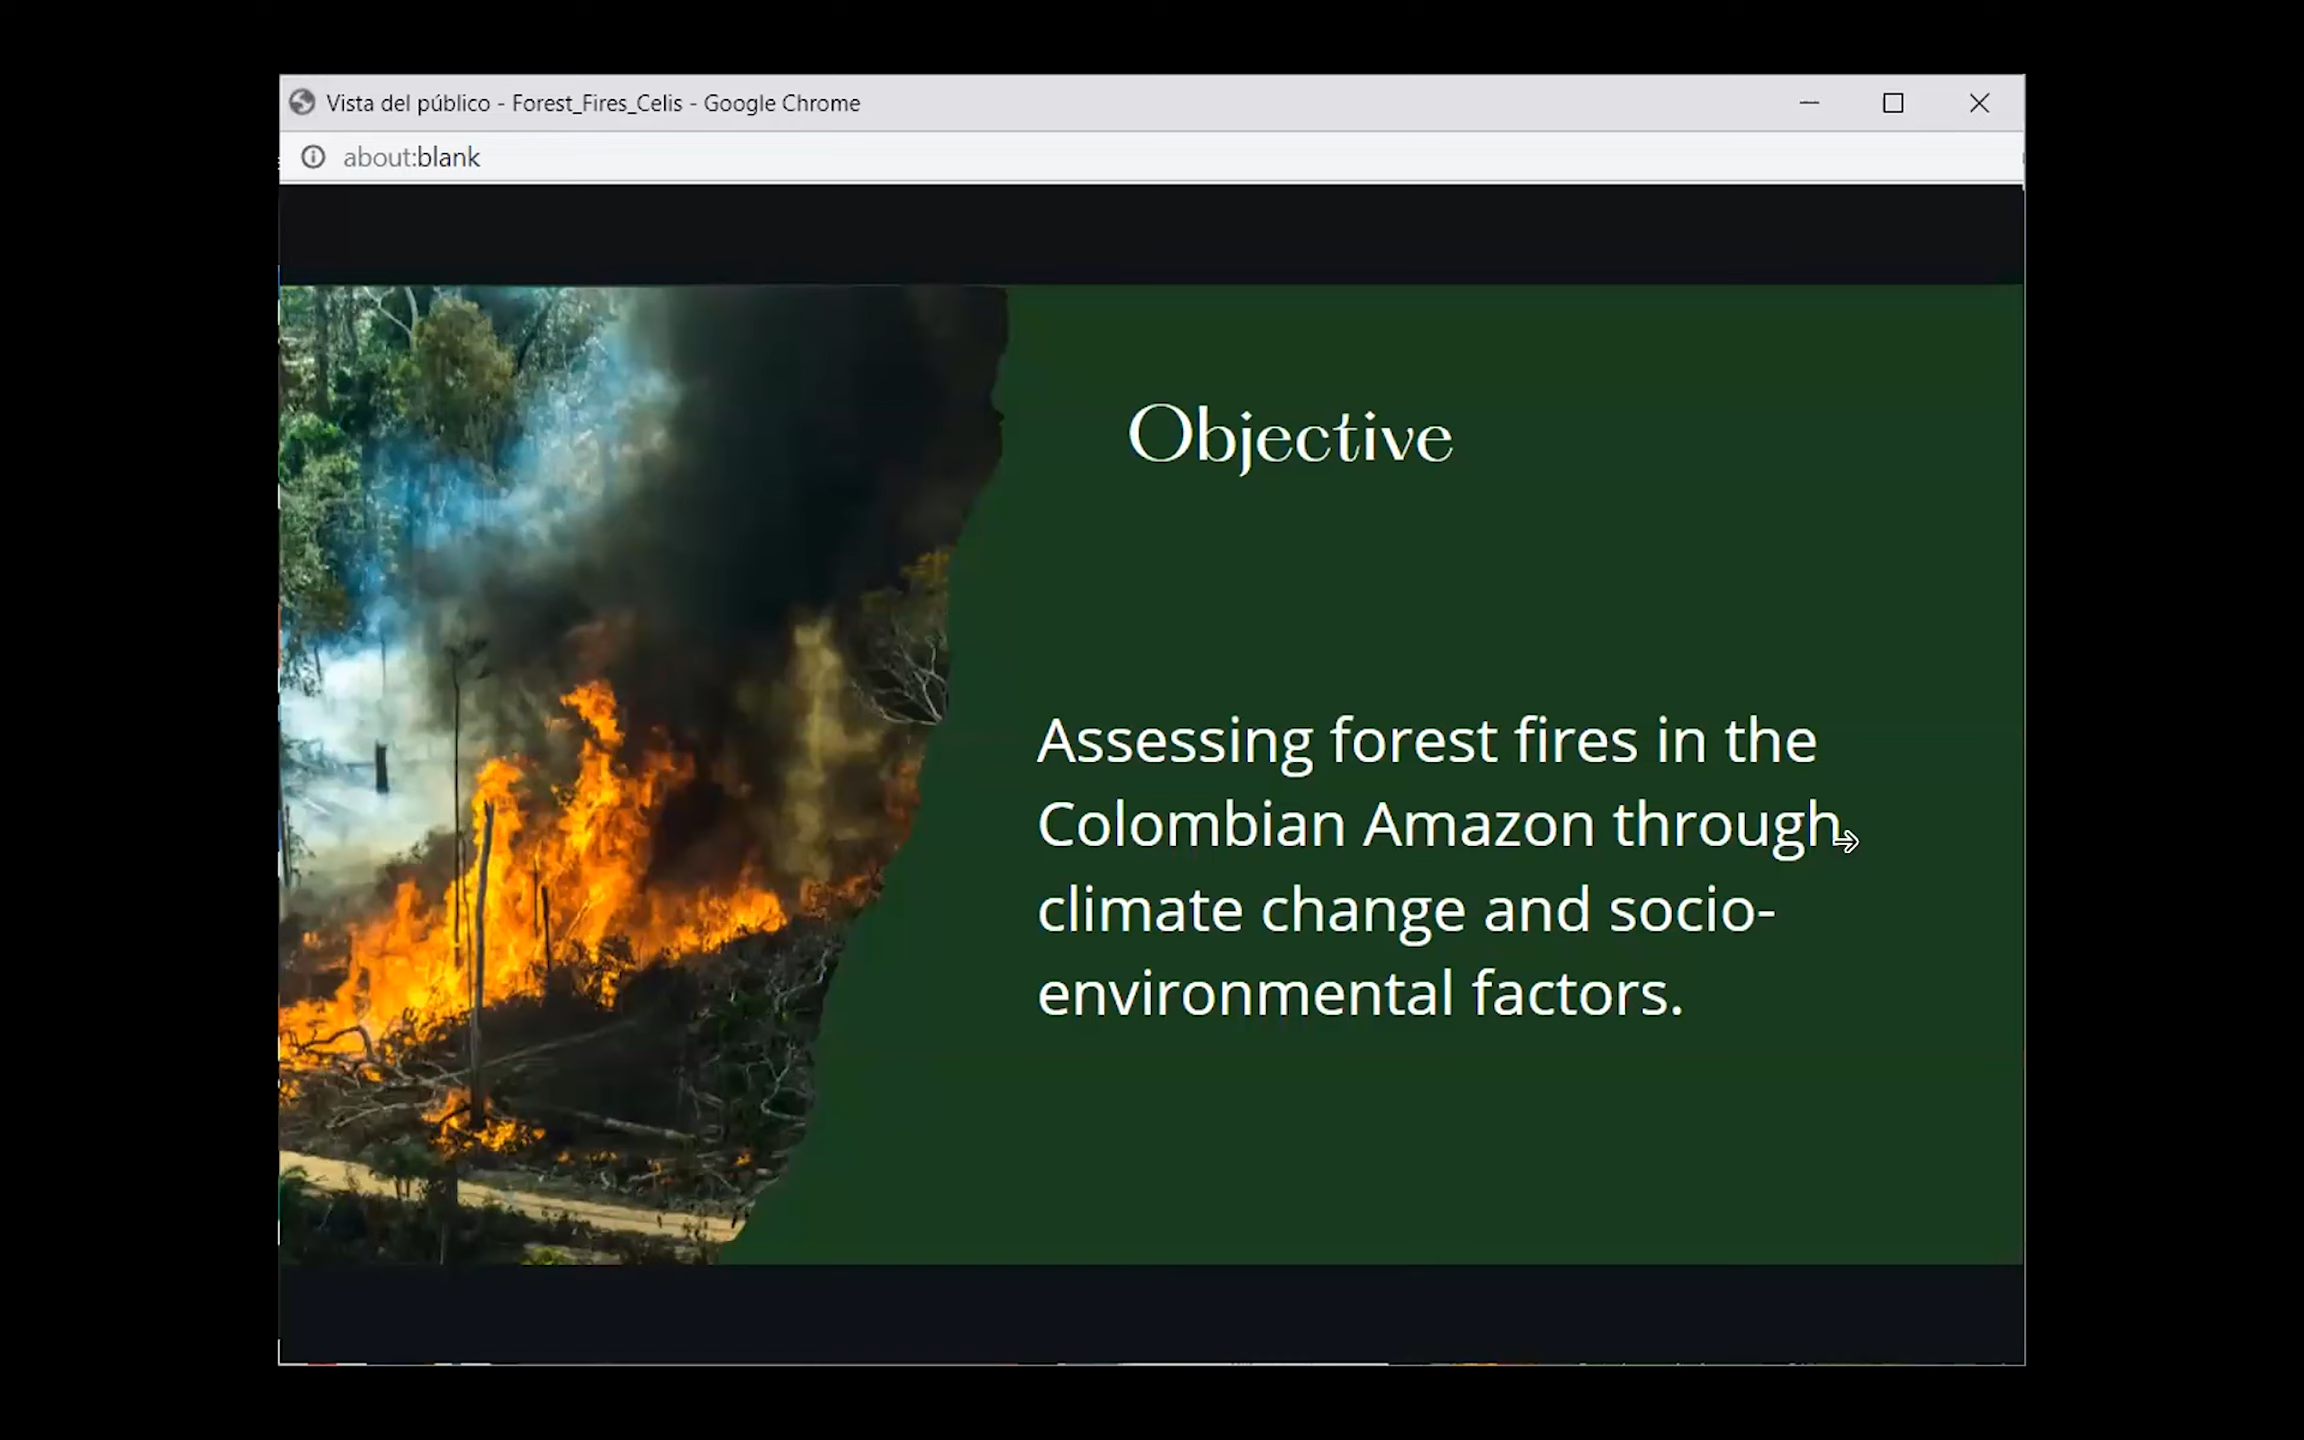 Vista del público - Forest_Fires_Celis - Google Chrome
about:blank
Objective
Assessing forest fires in the
Colombian Amazon through
climate change and socio-
environmental factors.